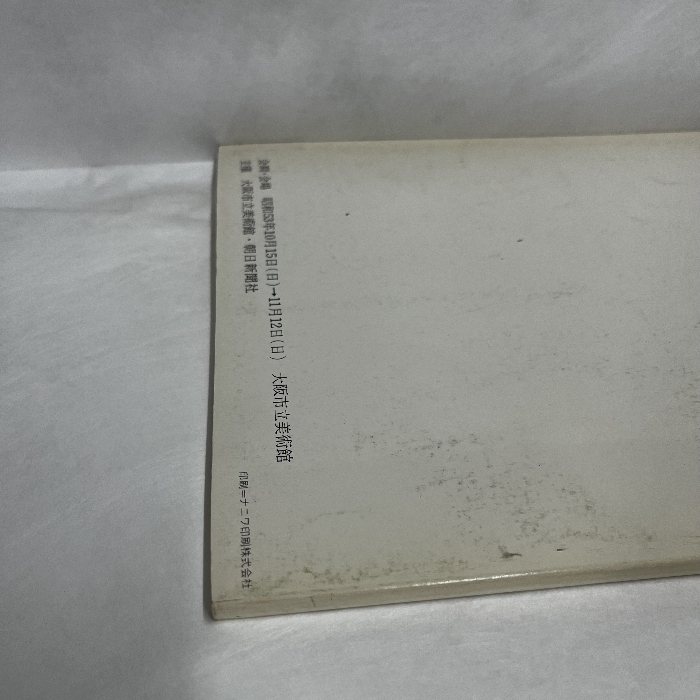 会期・会場 昭和53年10月15日(日)→11月12日(日) 大阪市立美術館
主催 大阪市立美術館・朝日新聞社
印刷=ナニワ印刷株式会社